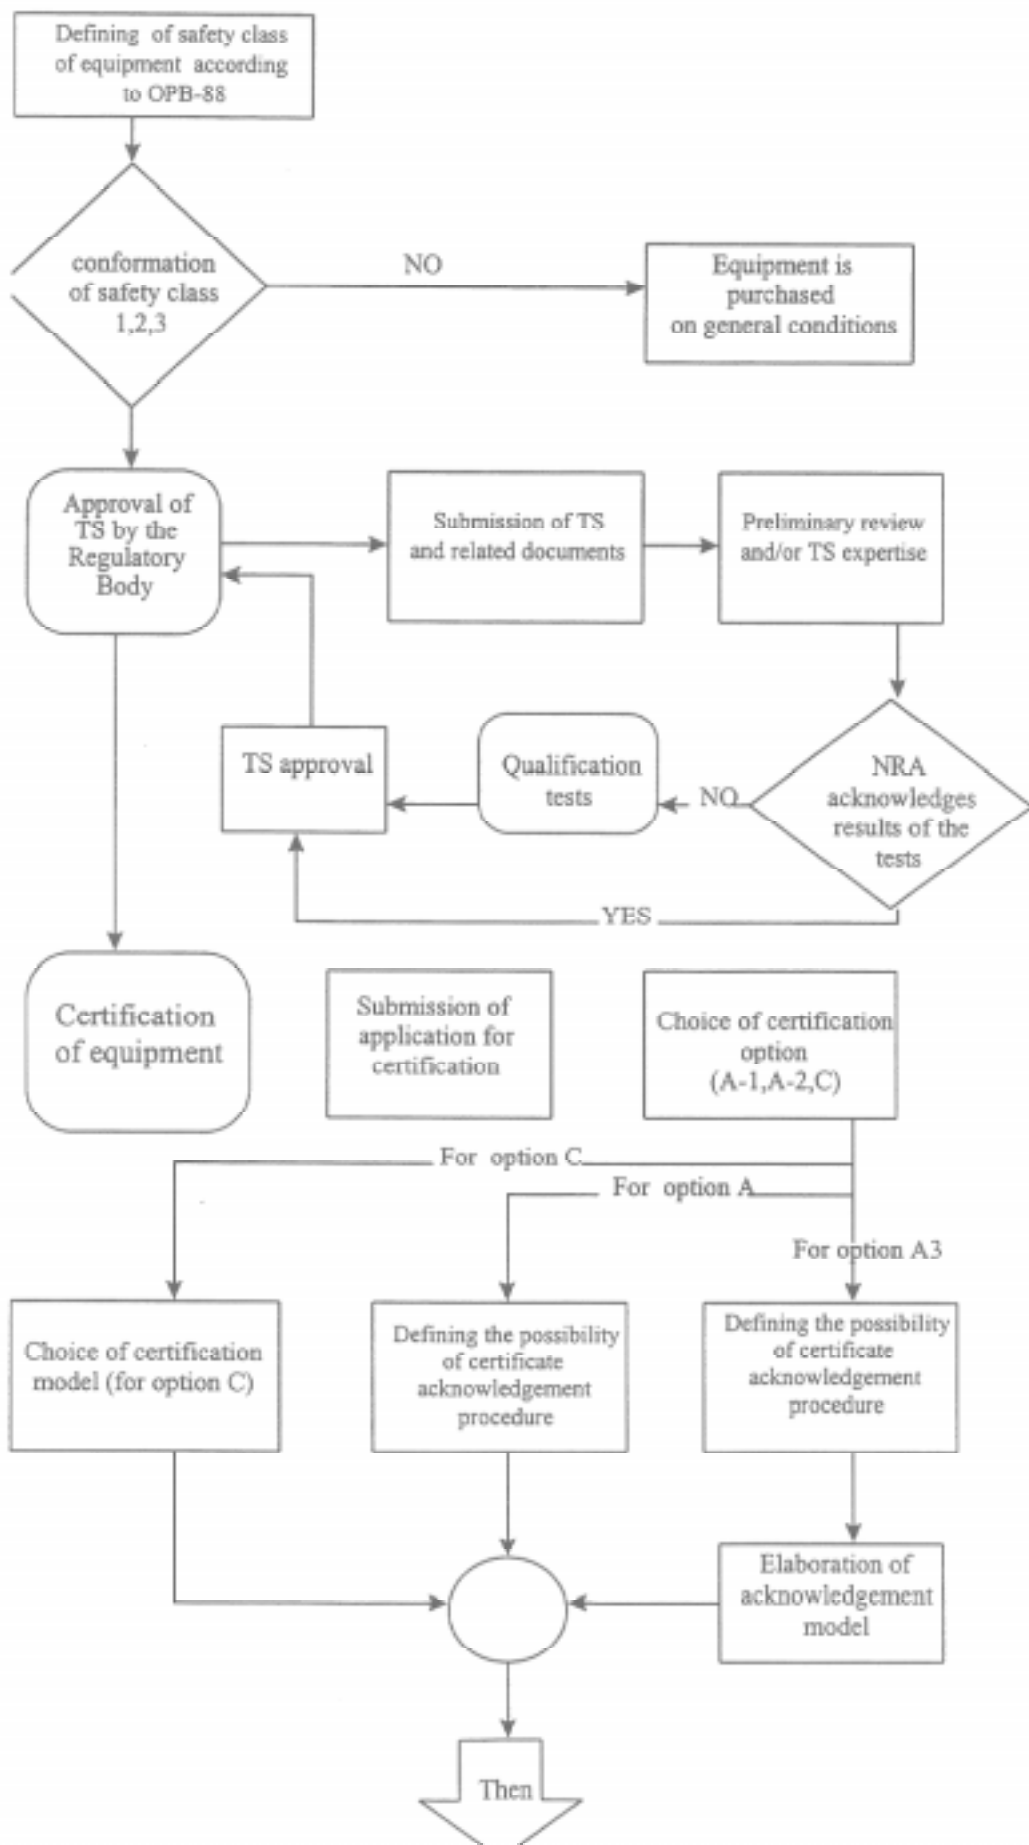 Defining of safety class
of equipment according
to OPB-88
conformation
of safety class
1,2,3
NO
Equipment is
purchased
on general conditions
Approval of
TS by the
Regulatory
Body
Submission of TS
and related documents
Preliminary review
and/or TS expertise
TS approval
Qualification
tests
NO
NRA
acknowledges
results of the
tests
YES
Certification
of equipment
Submission of
application for
certification
Choice of certification
option
(A-1,A-2,C)
For option C
For option A
For option A3
Choice of certification
model (for option C)
Defining the possibility
of certificate
acknowledgement
procedure
Defining the possibility
of certificate
acknowledgement
procedure
Elaboration of
acknowledgement
model
Then